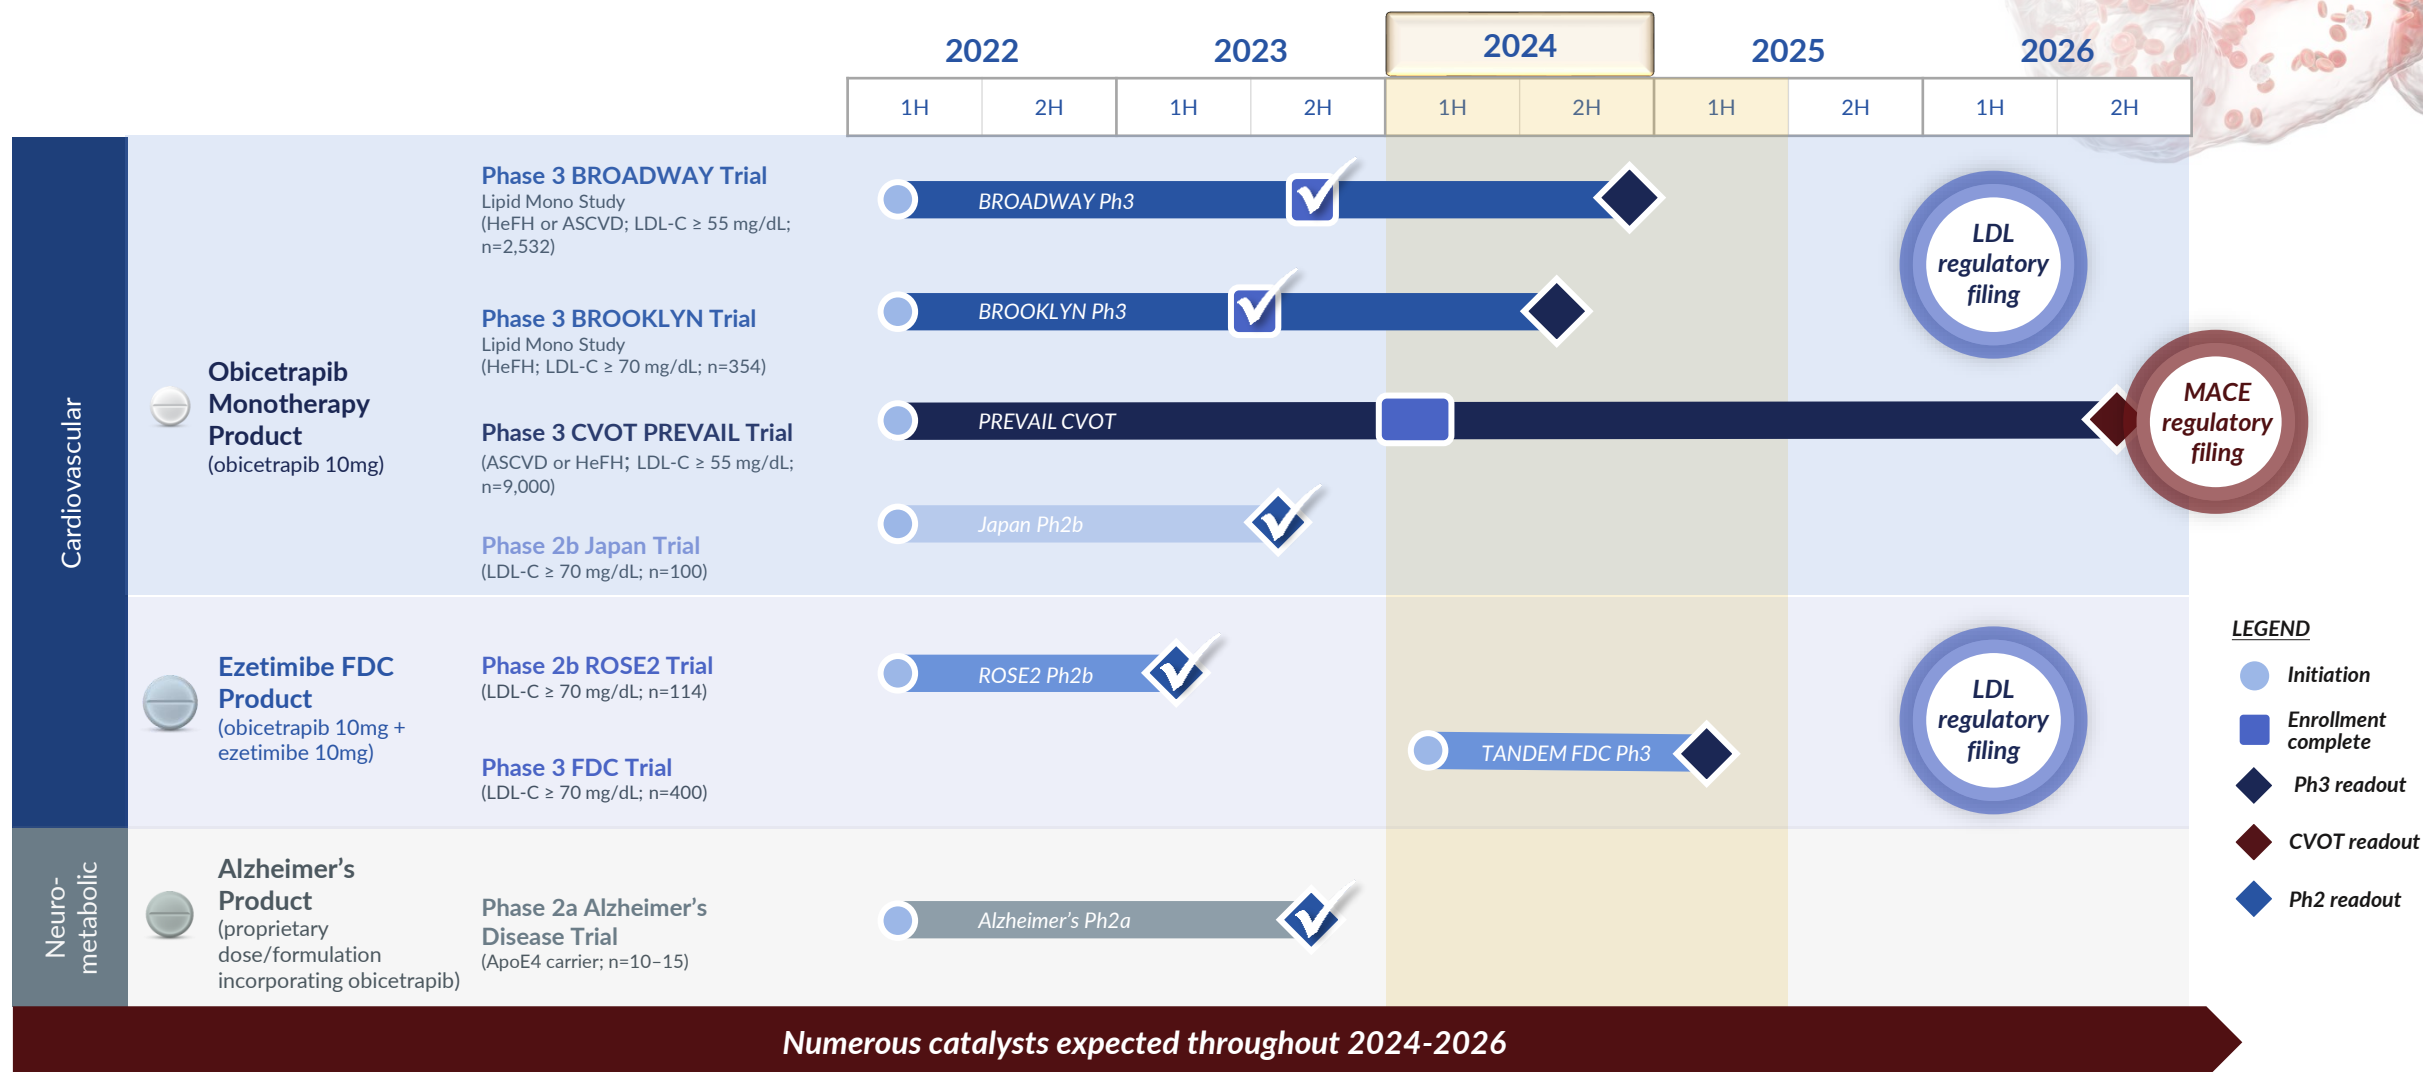 2022
2023
2024
2025
2026
1H
2H
1H
2H
1H
2H
1H
2H
1H
2H
Cardiovascular
Obicetrapib
Monotherapy
Product
(obicetrapib 10mg)
Phase 3 BROADWAY Trial
Lipid Mono Study
(HeFH or ASCVD; LDL-C ≥ 55 mg/dL;
n=2,532)
BROADWAY Ph3
Phase 3 BROOKLYN Trial
Lipid Mono Study
(HeFH; LDL-C ≥ 70 mg/dL; n=354)
BROOKLYN Ph3
Phase 3 CVOT PREVAIL Trial
(ASCVD or HeFH; LDL-C ≥ 55 mg/dL;
n=9,000)
PREVAIL CVOT
Phase 2b Japan Trial
(LDL-C ≥ 70 mg/dL; n=100)
Japan Ph2b
LDL
regulatory
filing
MACE
regulatory
filing
Ezetimibe FDC
Product
(obicetrapib 10mg +
ezetimibe 10mg)
Phase 2b ROSE2 Trial
(LDL-C ≥ 70 mg/dL; n=114)
ROSE2 Ph2b
Phase 3 FDC Trial
(LDL-C ≥ 70 mg/dL; n=400)
TANDEM FDC Ph3
LDL
regulatory
filing
Neuro-
metabolic
Alzheimer’s
Product
(proprietary
dose/formulation
incorporating obicetrapib)
Phase 2a Alzheimer’s
Disease Trial
(ApoE4 carrier; n=10–15)
Alzheimer’s Ph2a
LEGEND
Initiation
Enrollment
complete
Ph3 readout
CVOT readout
Ph2 readout
Numerous catalysts expected throughout 2024-2026